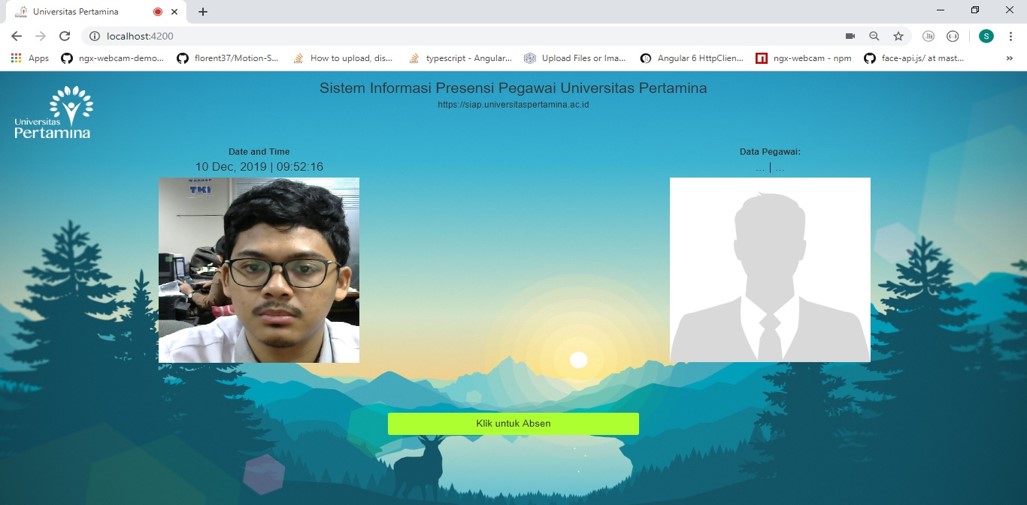 Universitas Pertamina
localhost:4200
Apps
ngx-webcam-demo...
florent37/Motion-S...
How to upload, dis...
typescript - Angular...
Upload Files or Ima...
Angular 6 HttpClien...
ngx-webcam - npm
face-api.js/ at mast...
»
S
Universitas
Pertamina
Sistem Informasi Presensi Pegawai Universitas Pertamina
https://siap.universitaspertamina.ac.id
Date and Time
10 Dec, 2019 | 09:52:16
TKI
Data Pegawai:
... | ...
Klik untuk Absen